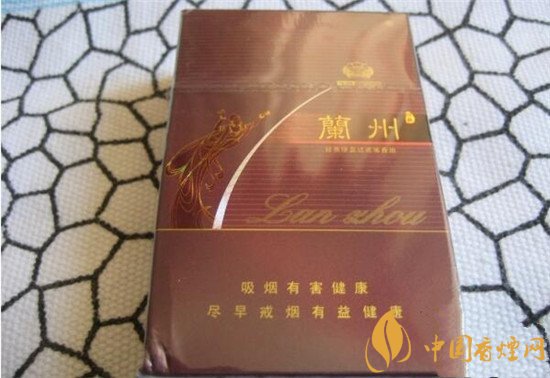 蘭州
Lan zhou
吸烟有害健康
尽早戒烟有益健康
中国香烟网